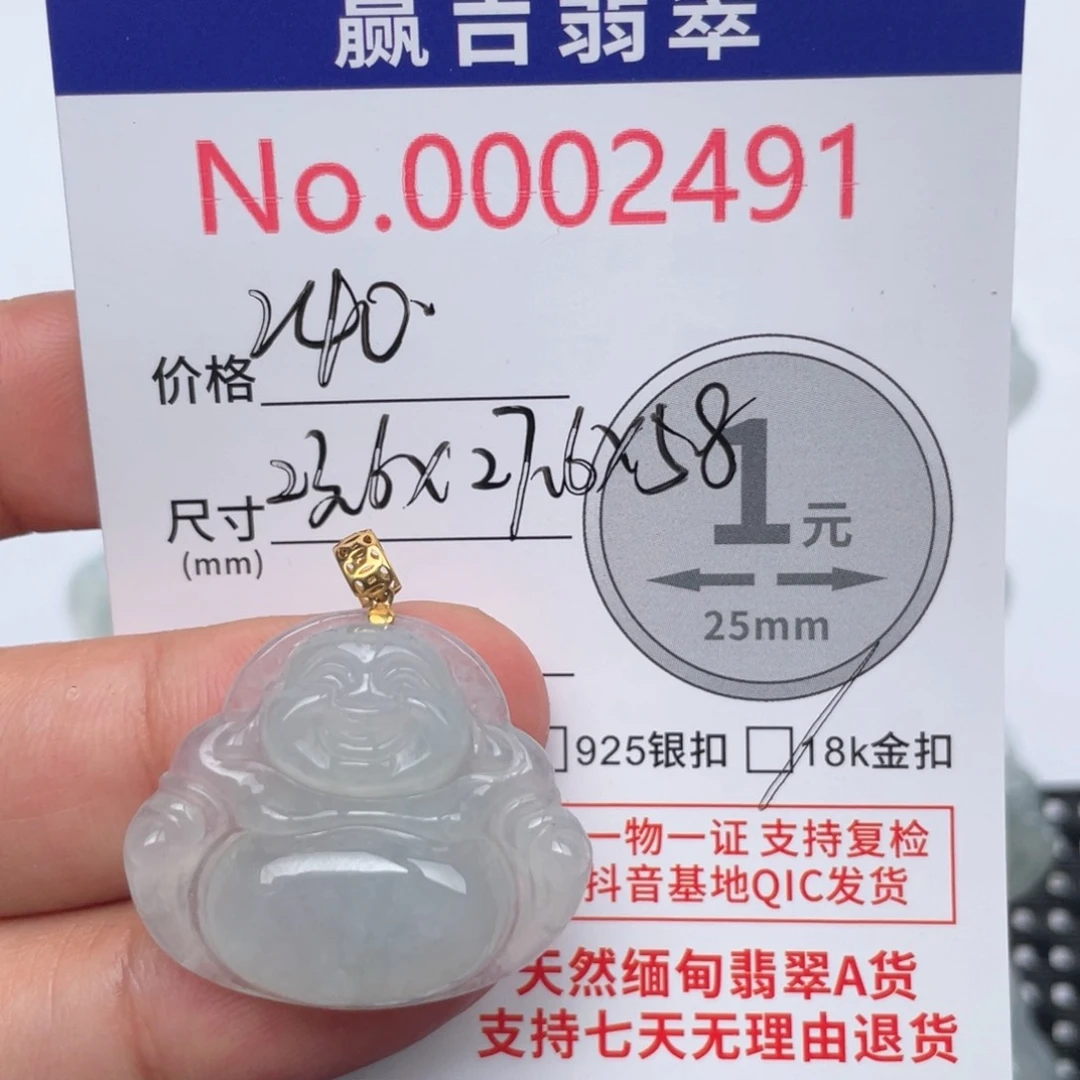 赢吉翡翠
No.0002491
价格 240.
尺寸 23.6x27.6x5.8
(mm)
1元
25mm
925银扣 18k金扣
一物一证 支持复检
抖音基地QIC发货
天然缅甸翡翠A货
支持七天无理由退货